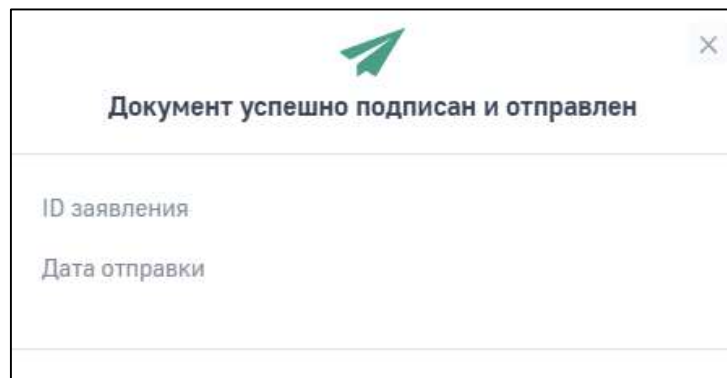 Документ успешно подписан и отправлен
ID заявления
Дата отправки